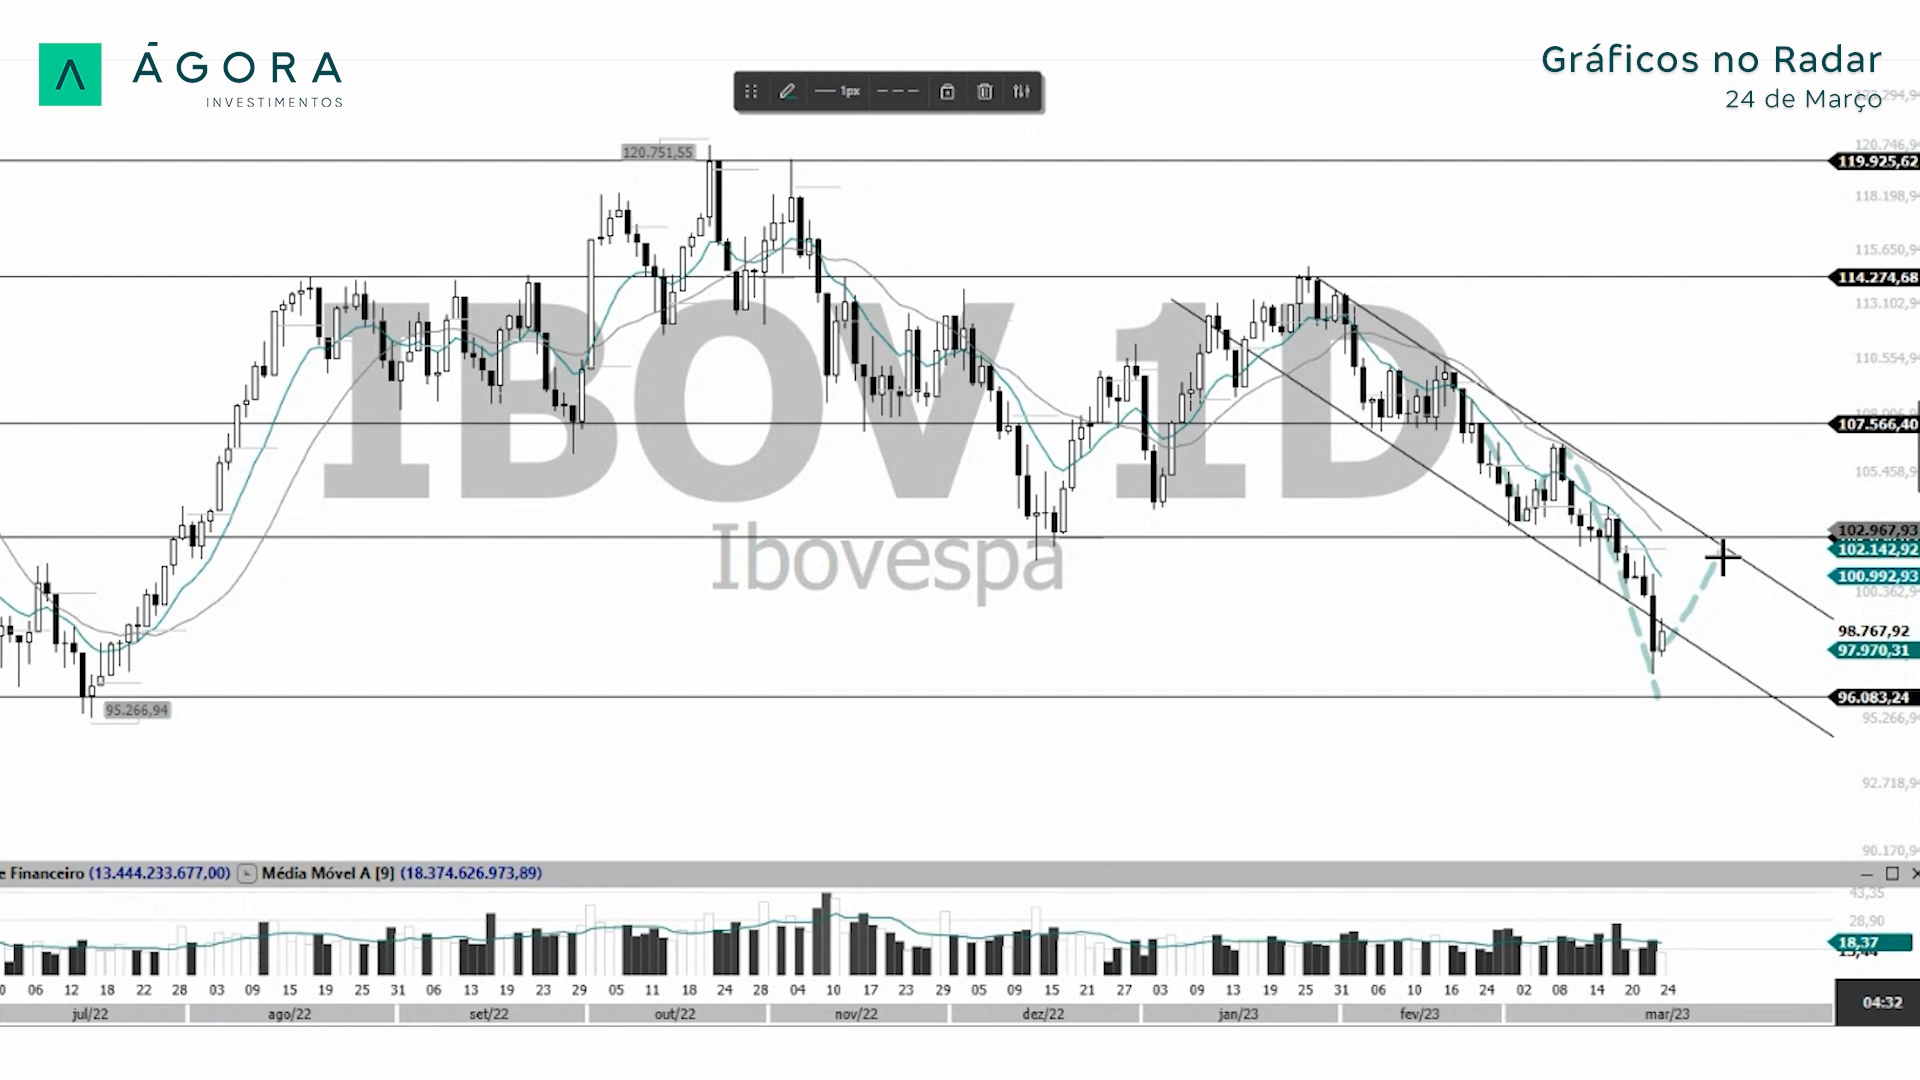 ÁGORA
INVESTIMENTOS
Gráficos no Radar
24 de Março
1px
120.751,55
119.925,62
118.198,9
115.650,9
114.274,68
113.102,9
110.554,9
107.566,40
105.458,9
102.967,93
102.142,92
100.992,93
100.362,9
98.767,92
97.970,31
96.083,24
95.266,9
92.718,9
90.170,9
95.266,94
IBOV 1D
Ibovespa
e Financeiro (13.444.233.677,00) Média Móvel A [9] (18.374.626.973,89)
43,35
28,90
18,37
06 12 18 22 28 03 09 15 19 25 31 06 13 19 23 29 05 11 18 24 28 04 10 17 23 29 05 09 15 21 27 03 09 13 19 25 31 06 10 16 24 02 08 14 20 24
jul/22 ago/22 set/22 out/22 nov/22 dez/22 jan/23 fev/23 mar/23
04:32